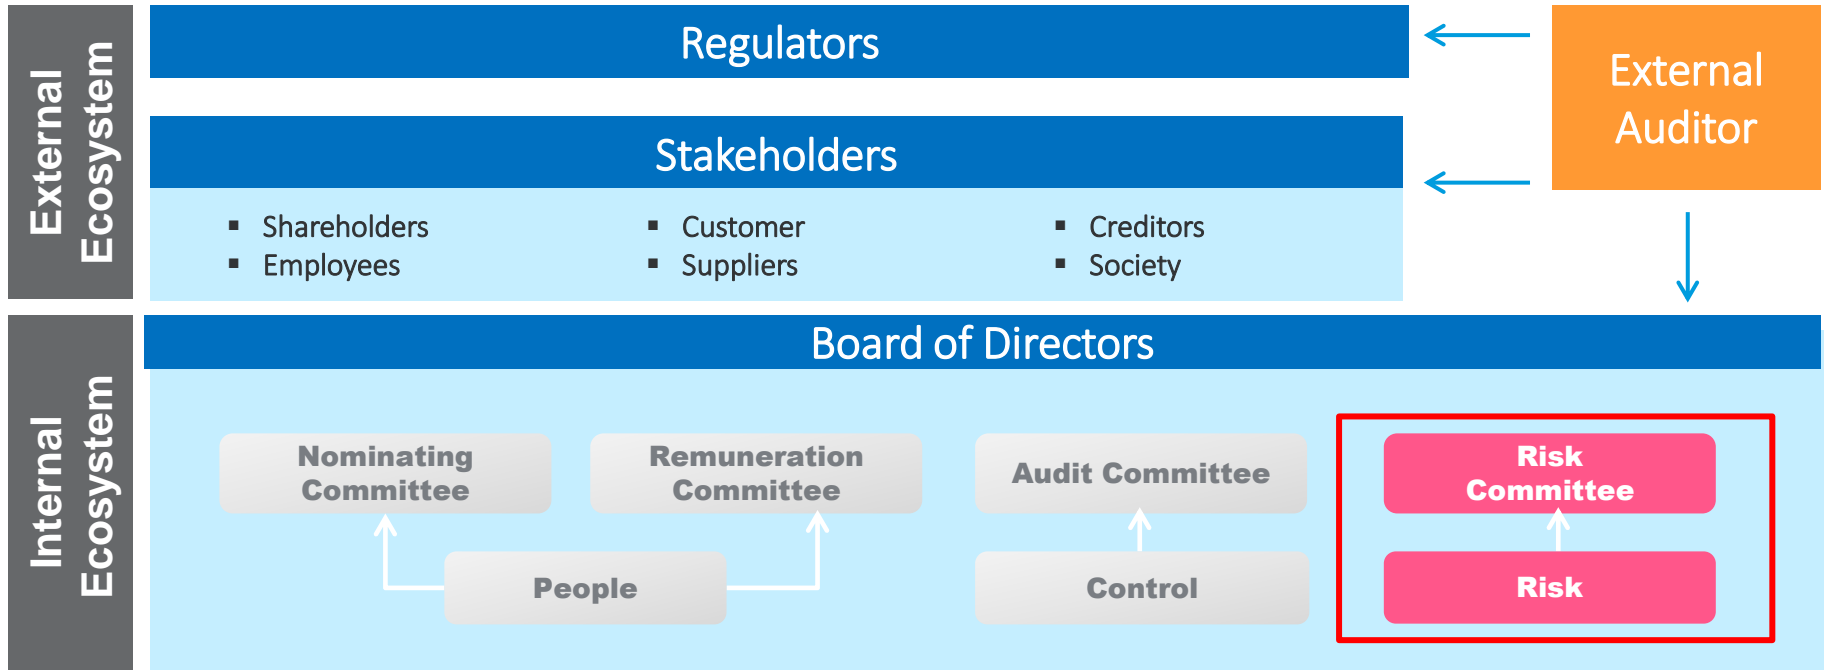 External
Ecosystem
Regulators
External
Auditor
Stakeholders
▪ Shareholders
▪ Employees
▪ Customer
▪ Suppliers
▪ Creditors
▪ Society
Internal
Ecosystem
Board of Directors
Nominating
Committee
Remuneration
Committee
Audit Committee
Risk
Committee
People
Control
Risk